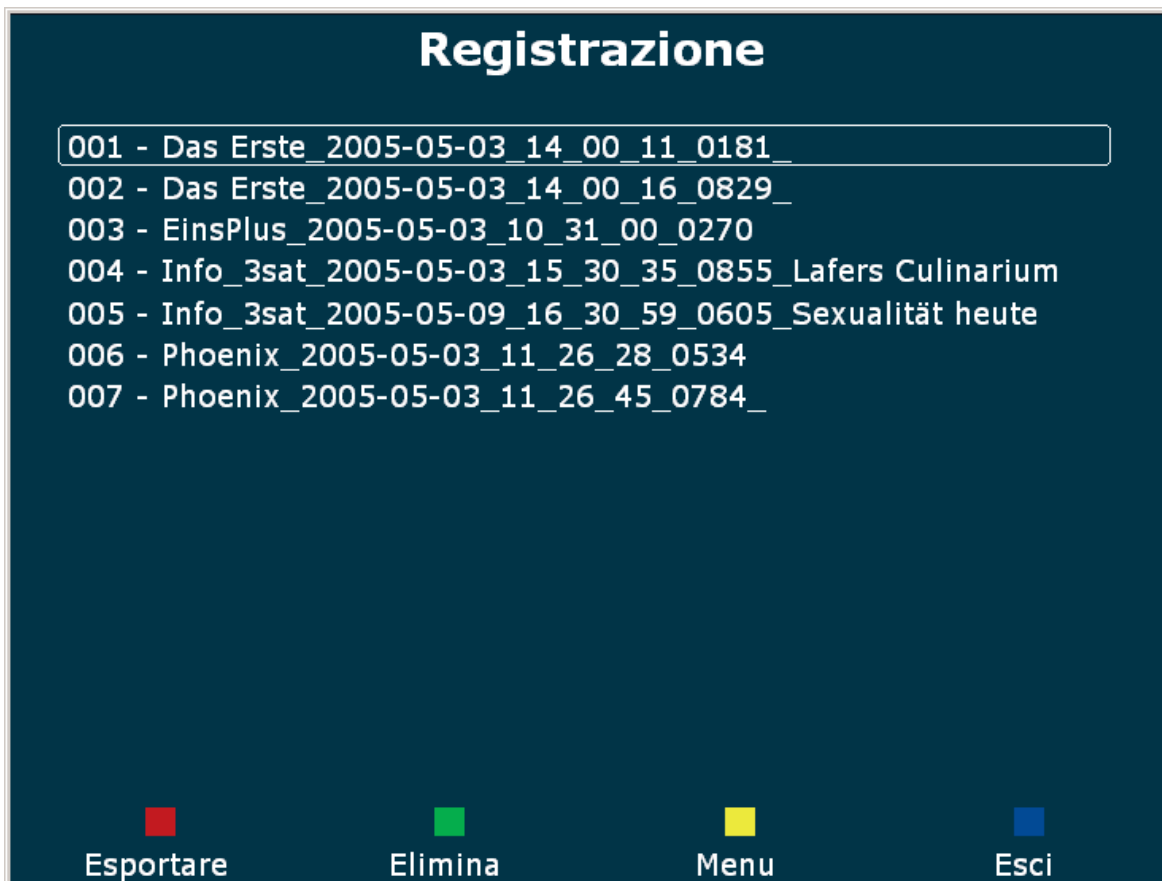 Registrazione
001 - Das Erste_2005-05-03_14_00_11_0181_
002 - Das Erste_2005-05-03_14_00_16_0829_
003 - EinsPlus_2005-05-03_10_31_00_0270
004 - Info_3sat_2005-05-03_15_30_35_0855_Lafers Culinarium
005 - Info_3sat_2005-05-09_16_30_59_0605_Sexualität heute
006 - Phoenix_2005-05-03_11_26_28_0534
007 - Phoenix_2005-05-03_11_26_45_0784_
Esportare Elimina Menu Esci